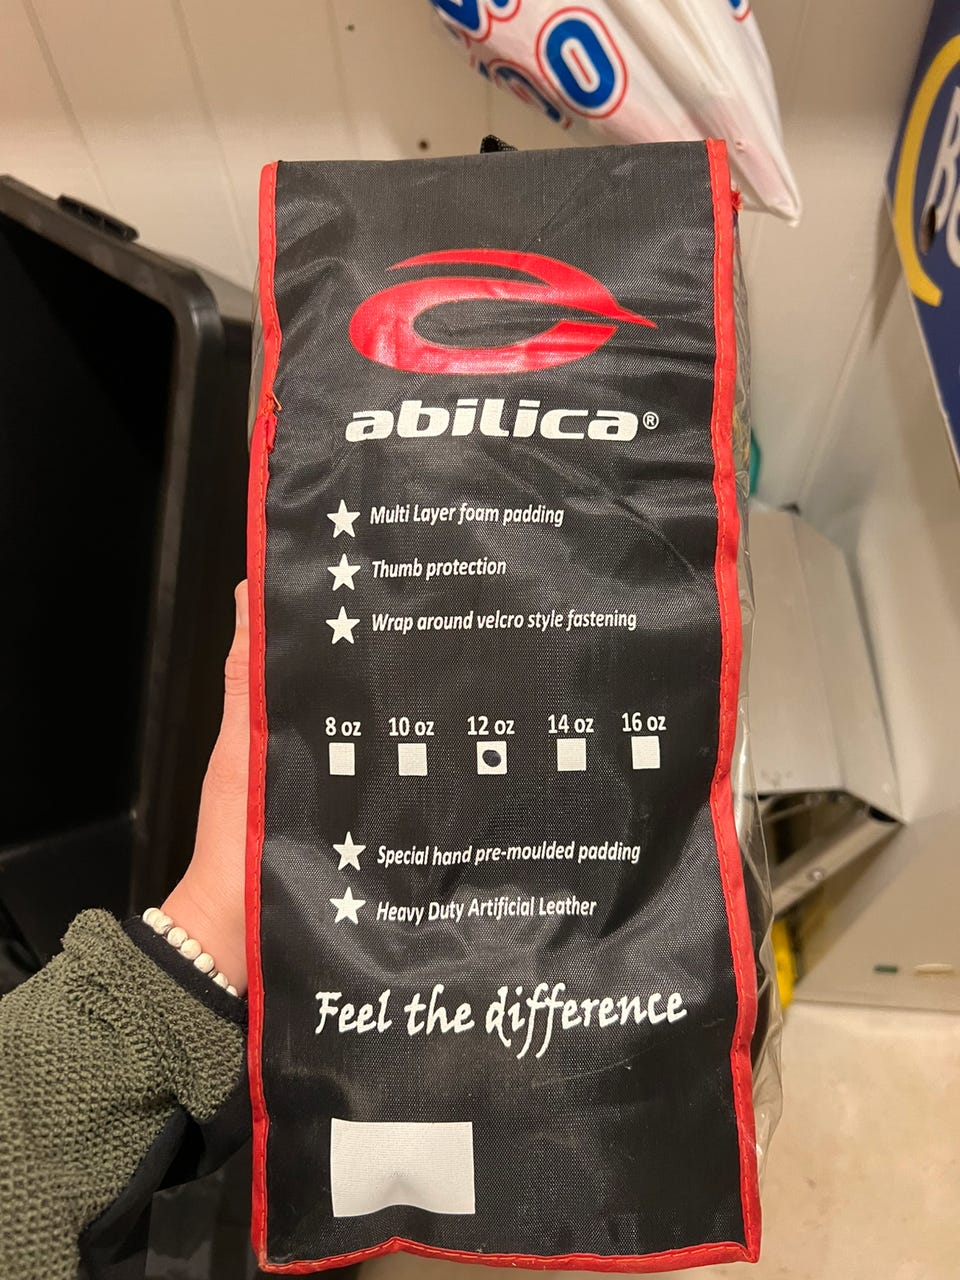 abilica®
Multi Layer foam padding
Thumb protection
Wrap around velcro style fastening
8 oz 10 oz 12 oz 14 oz 16 oz
Special hand pre-moulded padding
Heavy Duty Artificial Leather
Feel the difference